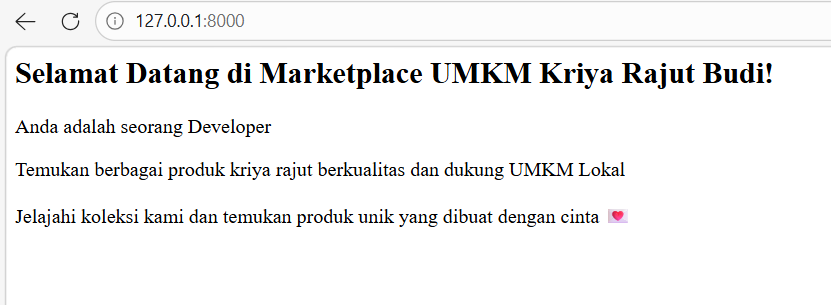 127.0.0.1:8000
Selamat Datang di Marketplace UMKM Kriya Rajut Budi!
Anda adalah seorang Developer
Temukan berbagai produk kriya rajut berkualitas dan dukung UMKM Lokal
Jelajahi koleksi kami dan temukan produk unik yang dibuat dengan cinta 💌